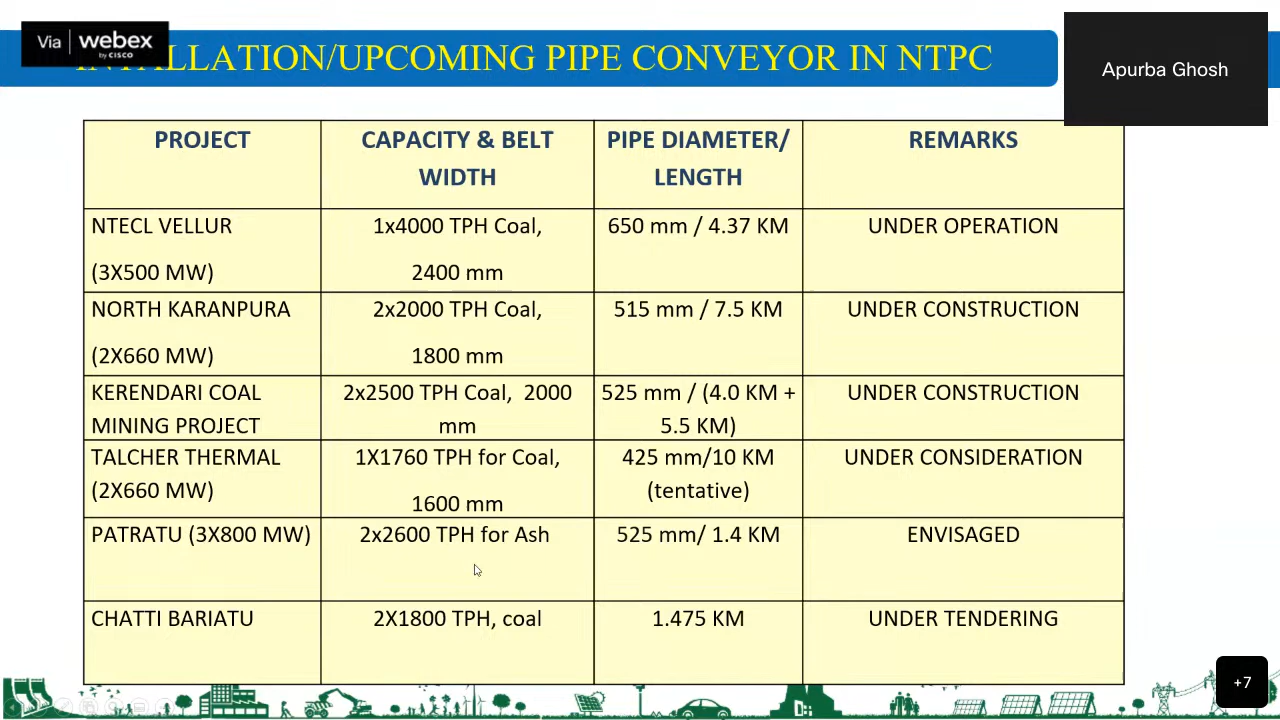 Via webex
by CISCO
INTALLATION/UPCOMING PIPE CONVEYOR IN NTPC
Apurba Ghosh
PROJECT
CAPACITY & BELT
WIDTH
PIPE DIAMETER/
LENGTH
REMARKS
NTECL VELLUR
(3X500 MW)
1x4000 TPH Coal,
2400 mm
650 mm / 4.37 KM
UNDER OPERATION
NORTH KARANPURA
(2X660 MW)
2x2000 TPH Coal,
1800 mm
515 mm / 7.5 KM
UNDER CONSTRUCTION
KERENDARI COAL
MINING PROJECT
2x2500 TPH Coal, 2000
mm
525 mm / (4.0 KM +
5.5 KM)
UNDER CONSTRUCTION
TALCHER THERMAL
(2X660 MW)
1X1760 TPH for Coal,
1600 mm
425 mm/10 KM
(tentative)
UNDER CONSIDERATION
PATRATU (3X800 MW)
2x2600 TPH for Ash
525 mm/ 1.4 KM
ENVISAGED
CHATTI BARIATU
2X1800 TPH, coal
1.475 KM
UNDER TENDERING
+7